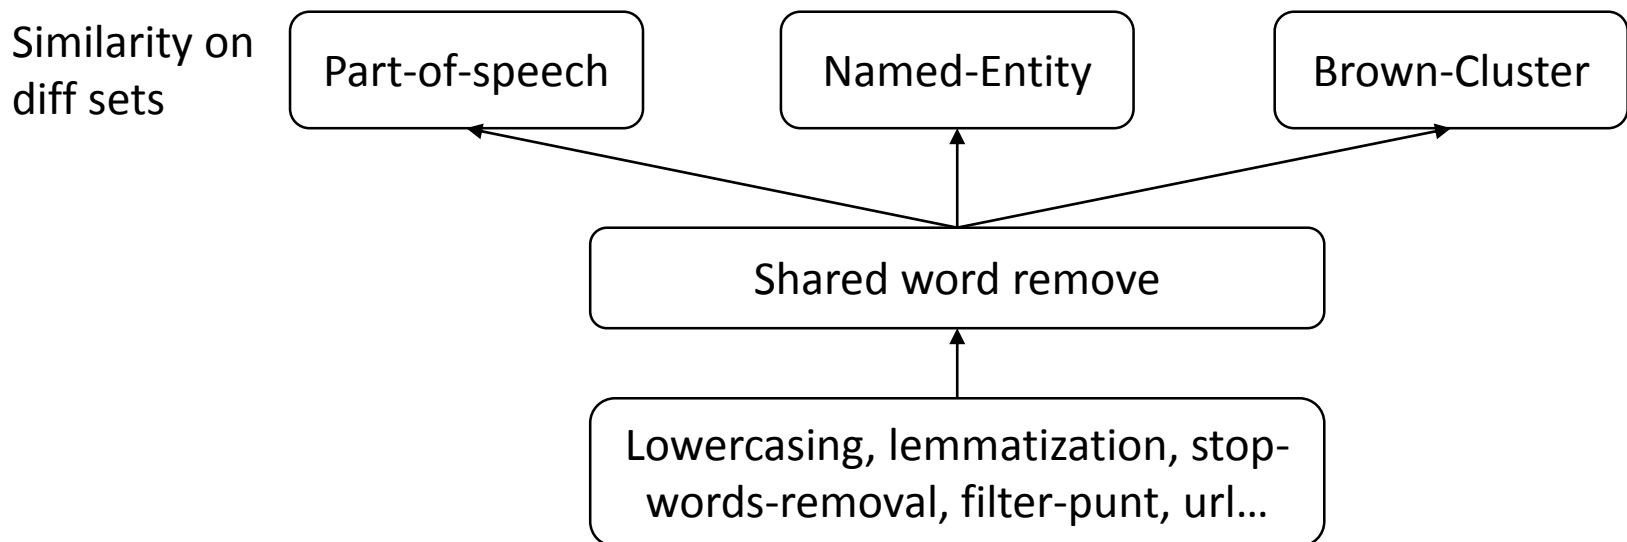 Similarity on
diff sets
Part-of-speech
Named-Entity
Brown-Cluster
Shared word remove
Lowercasing, lemmatization, stop-
words-removal, filter-punt, url…